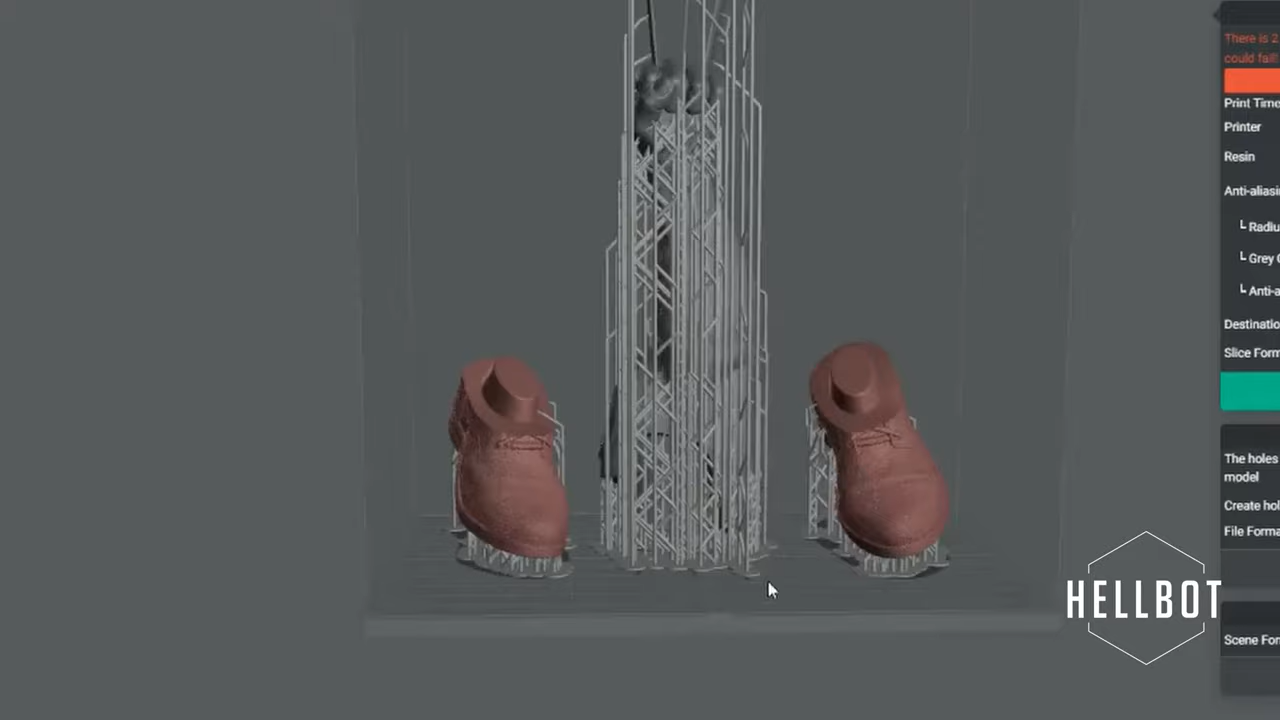 There is 2
could fail!
Print Time
Printer
Resin
Anti-aliasi
└ Radiu
└ Grey
└ Anti-a
Destinatio
Slice Form
The holes
model
Create hol
File Forma
HELLBOT
Scene For